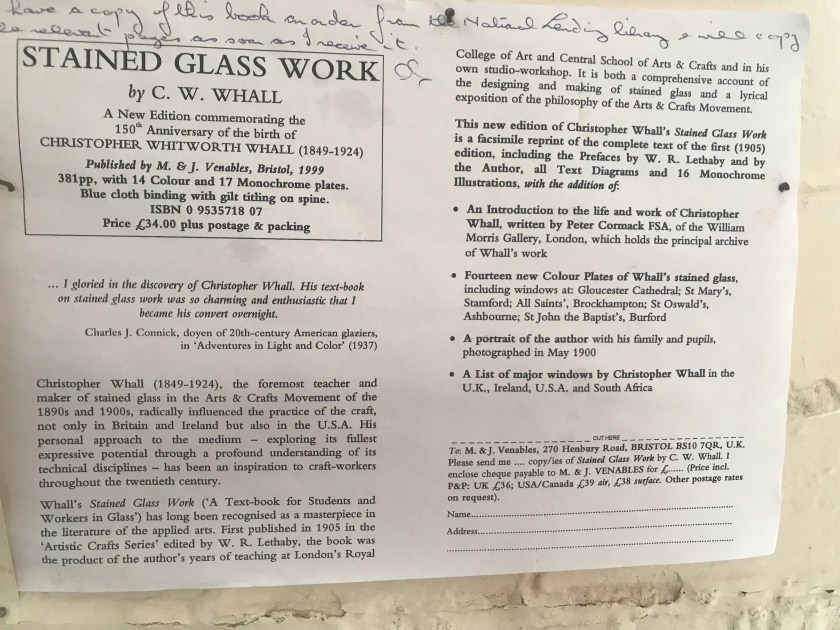 have a copy of this book on order from the National Lending library & will copy
relevant pages as soon as I receive it.
STAINED GLASS WORK
by C. W. WHALL
A New Edition commemorating the
150th Anniversary of the birth of
CHRISTOPHER WHITWORTH WHALL (1849-1924)
Published by M. & J. Venables, Bristol, 1999
381pp, with 14 Colour and 17 Monochrome plates.
Blue cloth binding with gilt titling on spine.
ISBN 0 9535718 07
Price £34.00 plus postage & packing
... I gloried in the discovery of Christopher Whall. His text-book
on stained glass work was so charming and enthusiastic that I
became his convert overnight.
Charles J. Connick, doyen of 20th-century American glaziers,
in 'Adventures in Light and Color' (1937)
Christopher Whall (1849-1924), the foremost teacher and
maker of stained glass in the Arts & Crafts Movement of the
1890s and 1900s, radically influenced the practice of the craft,
not only in Britain and Ireland but also in the U.S.A. His
personal approach to the medium – exploring its fullest
expressive potential through a profound understanding of its
technical disciplines – has been an inspiration to craft-workers
throughout the twentieth century.
Whall's Stained Glass Work ('A Text-book for Students and
Workers in Glass') has long been recognised as a masterpiece in
the literature of the applied arts. First published in 1905 in the
'Artistic Crafts Series' edited by W. R. Lethaby, the book was
the product of the author's years of teaching at London's Royal
College of Art and Central School of Arts & Crafts and in his
own studio-workshop. It is both a comprehensive account of
the designing and making of stained glass and a lyrical
exposition of the philosophy of the Arts & Crafts Movement.
This new edition of Christopher Whall's Stained Glass Work
is a facsimile reprint of the complete text of the first (1905)
edition, including the Prefaces by W. R. Lethaby and by
the Author, all Text Diagrams and 16 Monochrome
Illustrations, with the addition of:
• An Introduction to the life and work of Christopher
Whall, written by Peter Cormack FSA, of the William
Morris Gallery, London, which holds the principal archive
of Whall's work
• Fourteen new Colour Plates of Whall's stained glass,
including windows at: Gloucester Cathedral; St Mary's,
Stamford; All Saints', Brockhampton; St Oswald's,
Ashbourne; St John the Baptist's, Burford
• A portrait of the author with his family and pupils,
photographed in May 1900
• A List of major windows by Christopher Whall in the
U.K., Ireland, U.S.A. and South Africa
CUT HERE
To: M. & J. Venables, 270 Henbury Road, BRISTOL BS10 7QR, U.K.
Please send me .... copy/ies of Stained Glass Work by C. W. Whall. I
enclose cheque payable to M. & J. VENABLES for £...... (Price incl.
P&P: UK £36; USA/Canada £39 air, £38 surface. Other postage rates
on request).
Name
Address